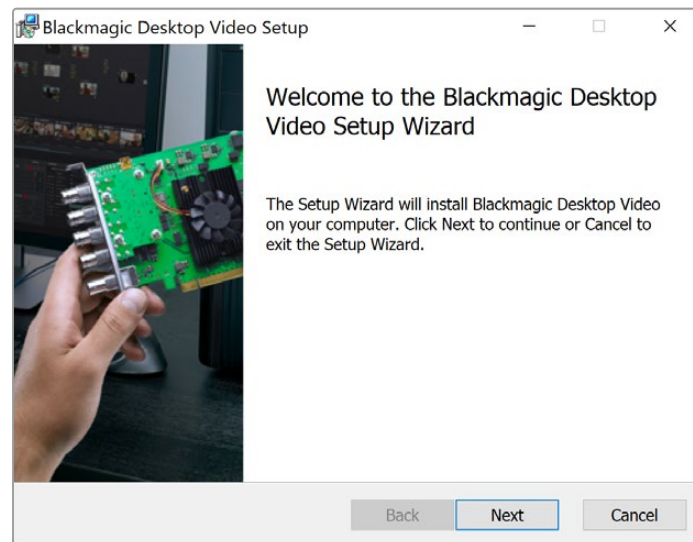 Blackmagic Desktop Video Setup
Welcome to the Blackmagic Desktop
Video Setup Wizard
The Setup Wizard will install Blackmagic Desktop Video
on your computer. Click Next to continue or Cancel to
exit the Setup Wizard.
Back Next Cancel